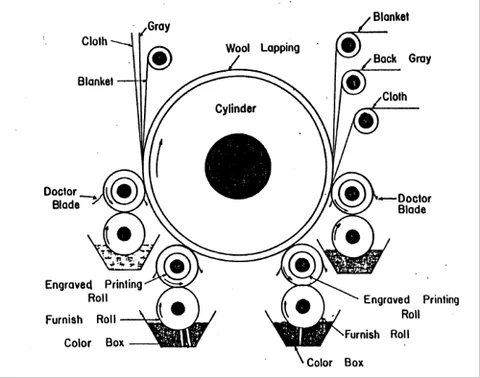 Gray
Cloth
Blanket
Wool Lapping
Blanket
Back Gray
Cloth
Cylinder
Doctor
Blade
Doctor
Blade
Engraved Printing
Roll
Furnish Roll
Color Box
Engraved Printing
Roll
Furnish Roll
Color Box